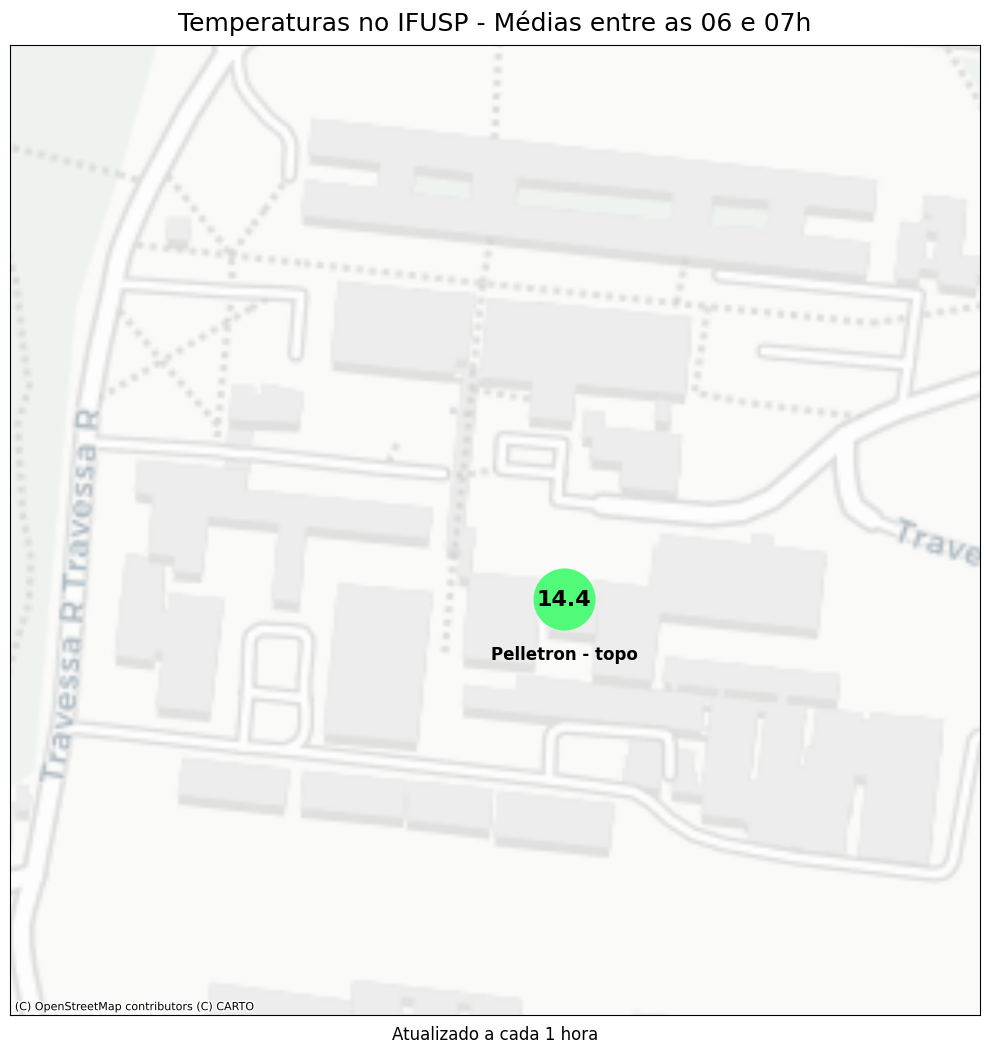 Temperaturas no IFUSP - Médias entre as 06 e 07h
Travessa R
Travessa R
Trave
14.4
Pelletron - topo
(C) OpenStreetMap contributors (C) CARTO
Atualizado a cada 1 hora